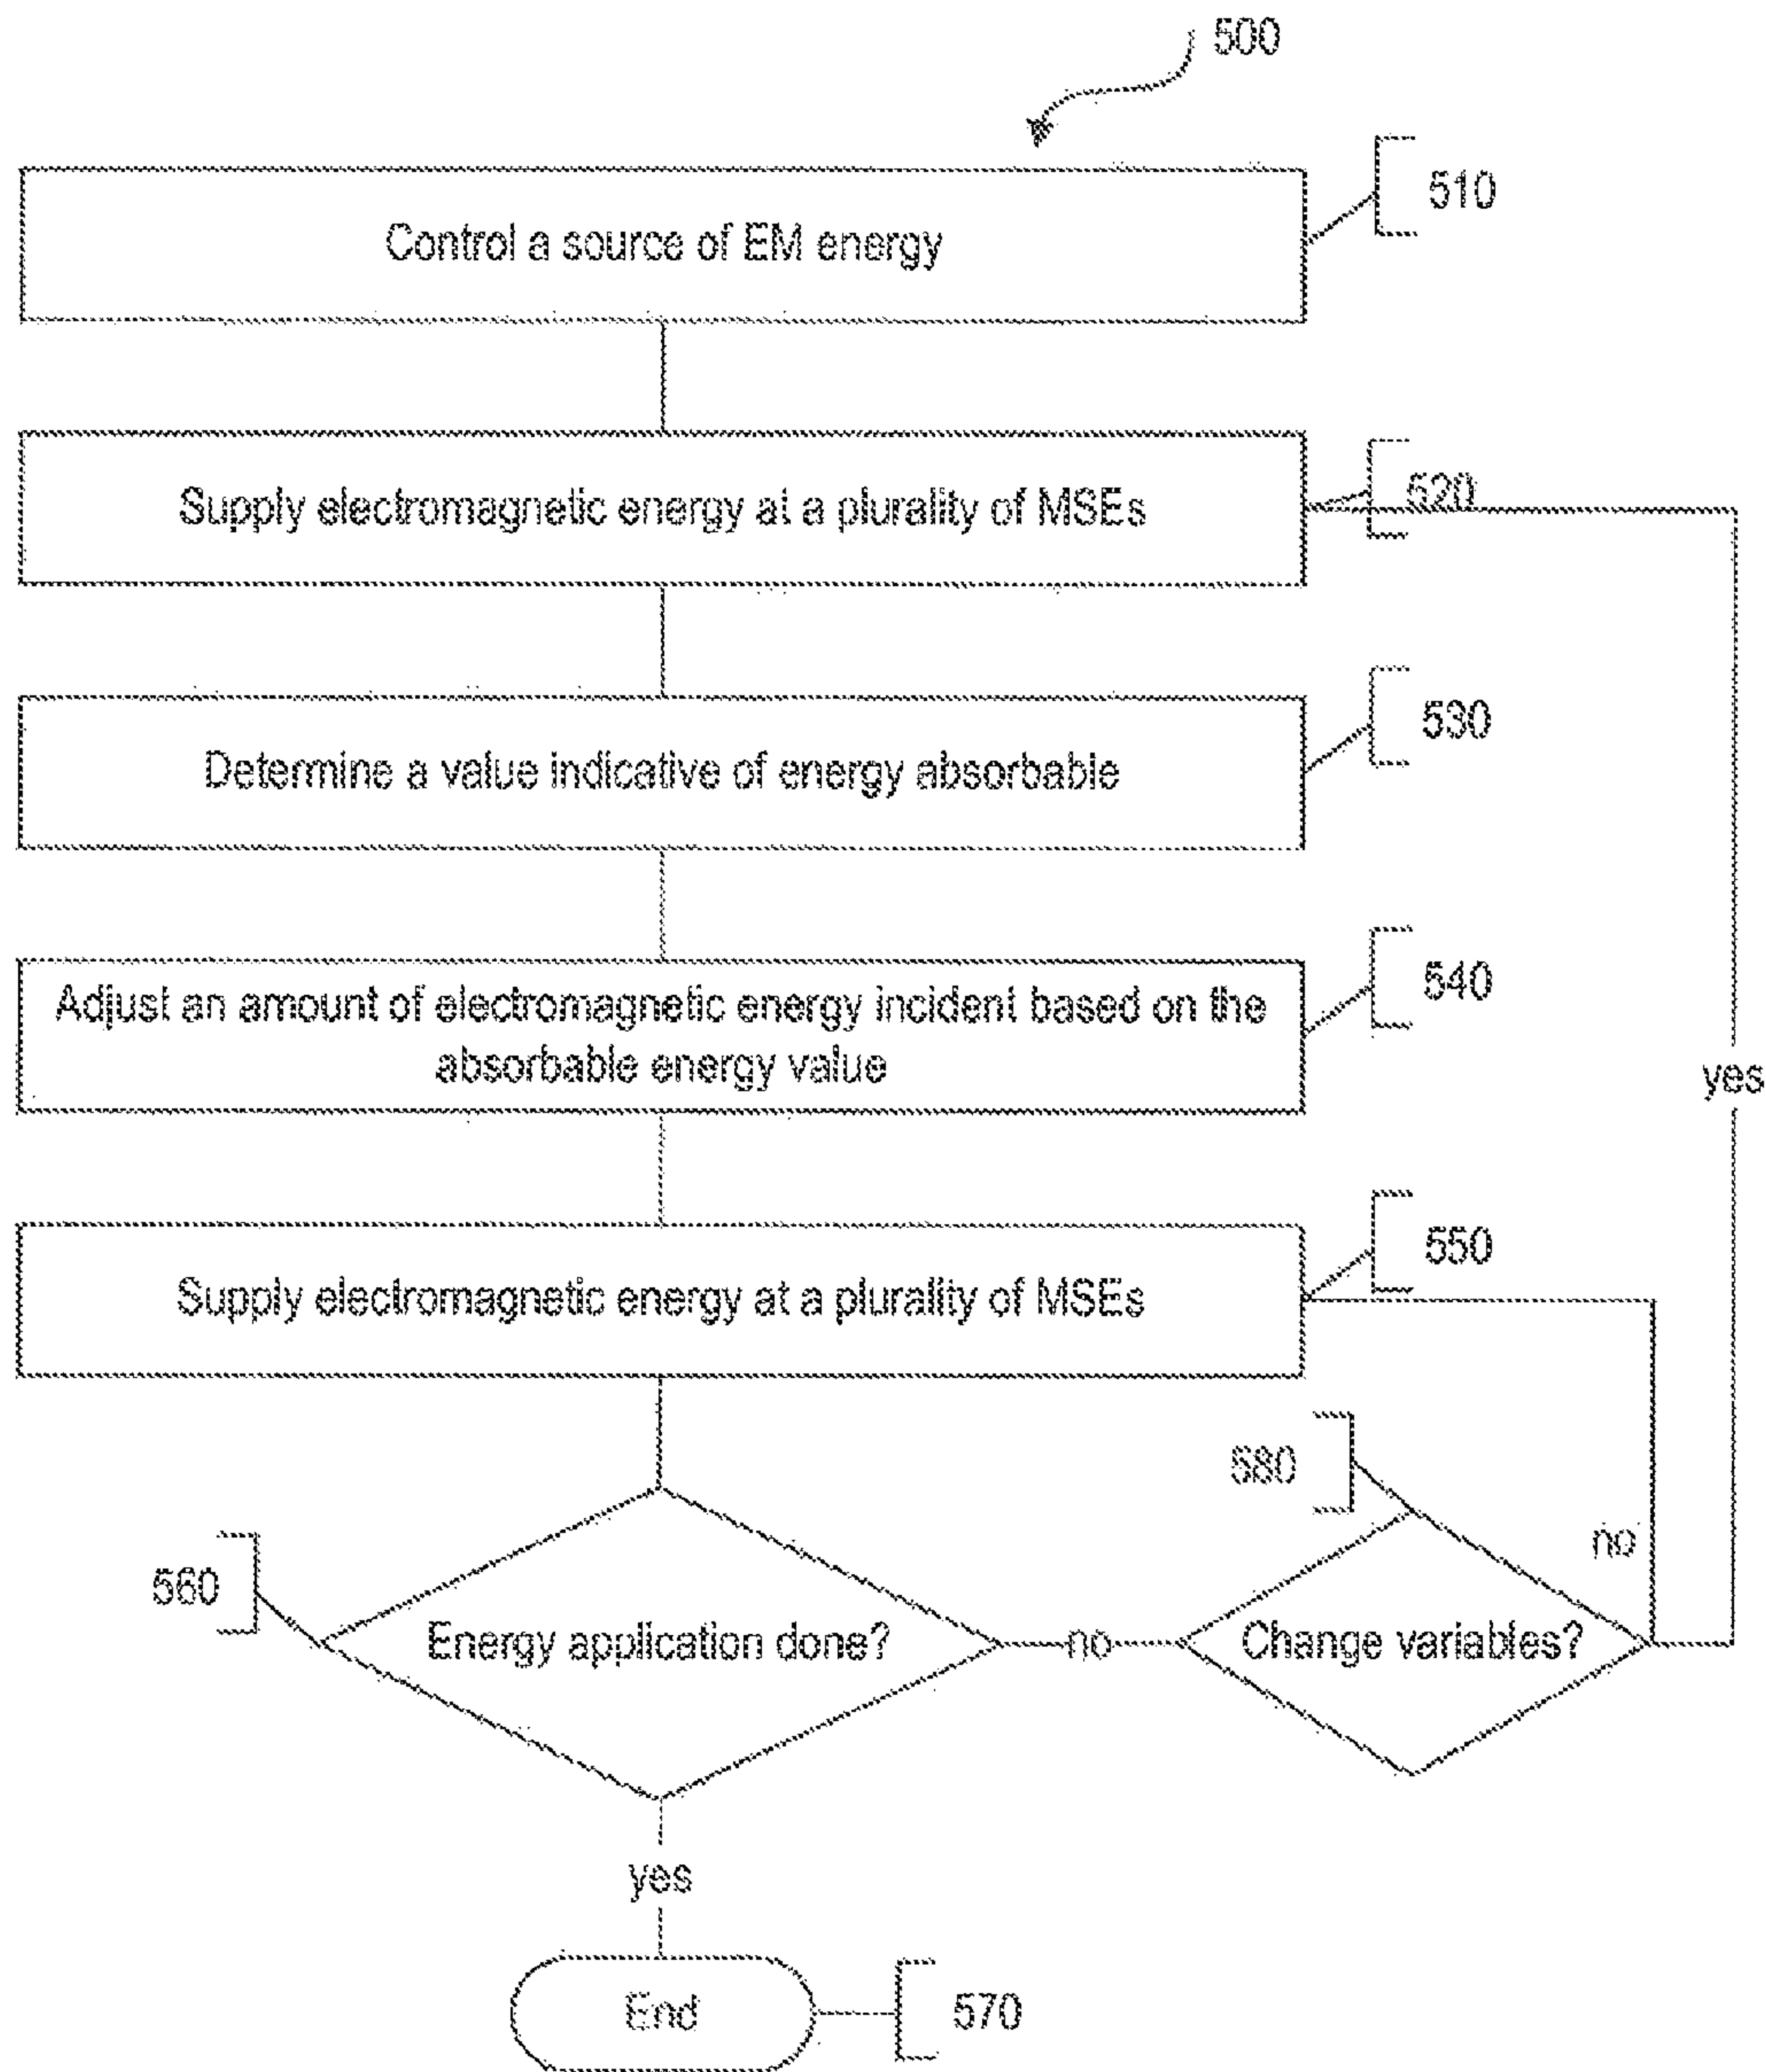 500
510
Control a source of EM energy
520
Supply electromagnetic energy at a plurality of MSEs
530
Determine a value indicative of energy absorbable
540
Adjust an amount of electromagnetic energy incident based on the
absorbable energy value
yes
550
Supply electromagnetic energy at a plurality of MSEs
580
no
560
Energy application done?
no
Change variables?
yes
End
570